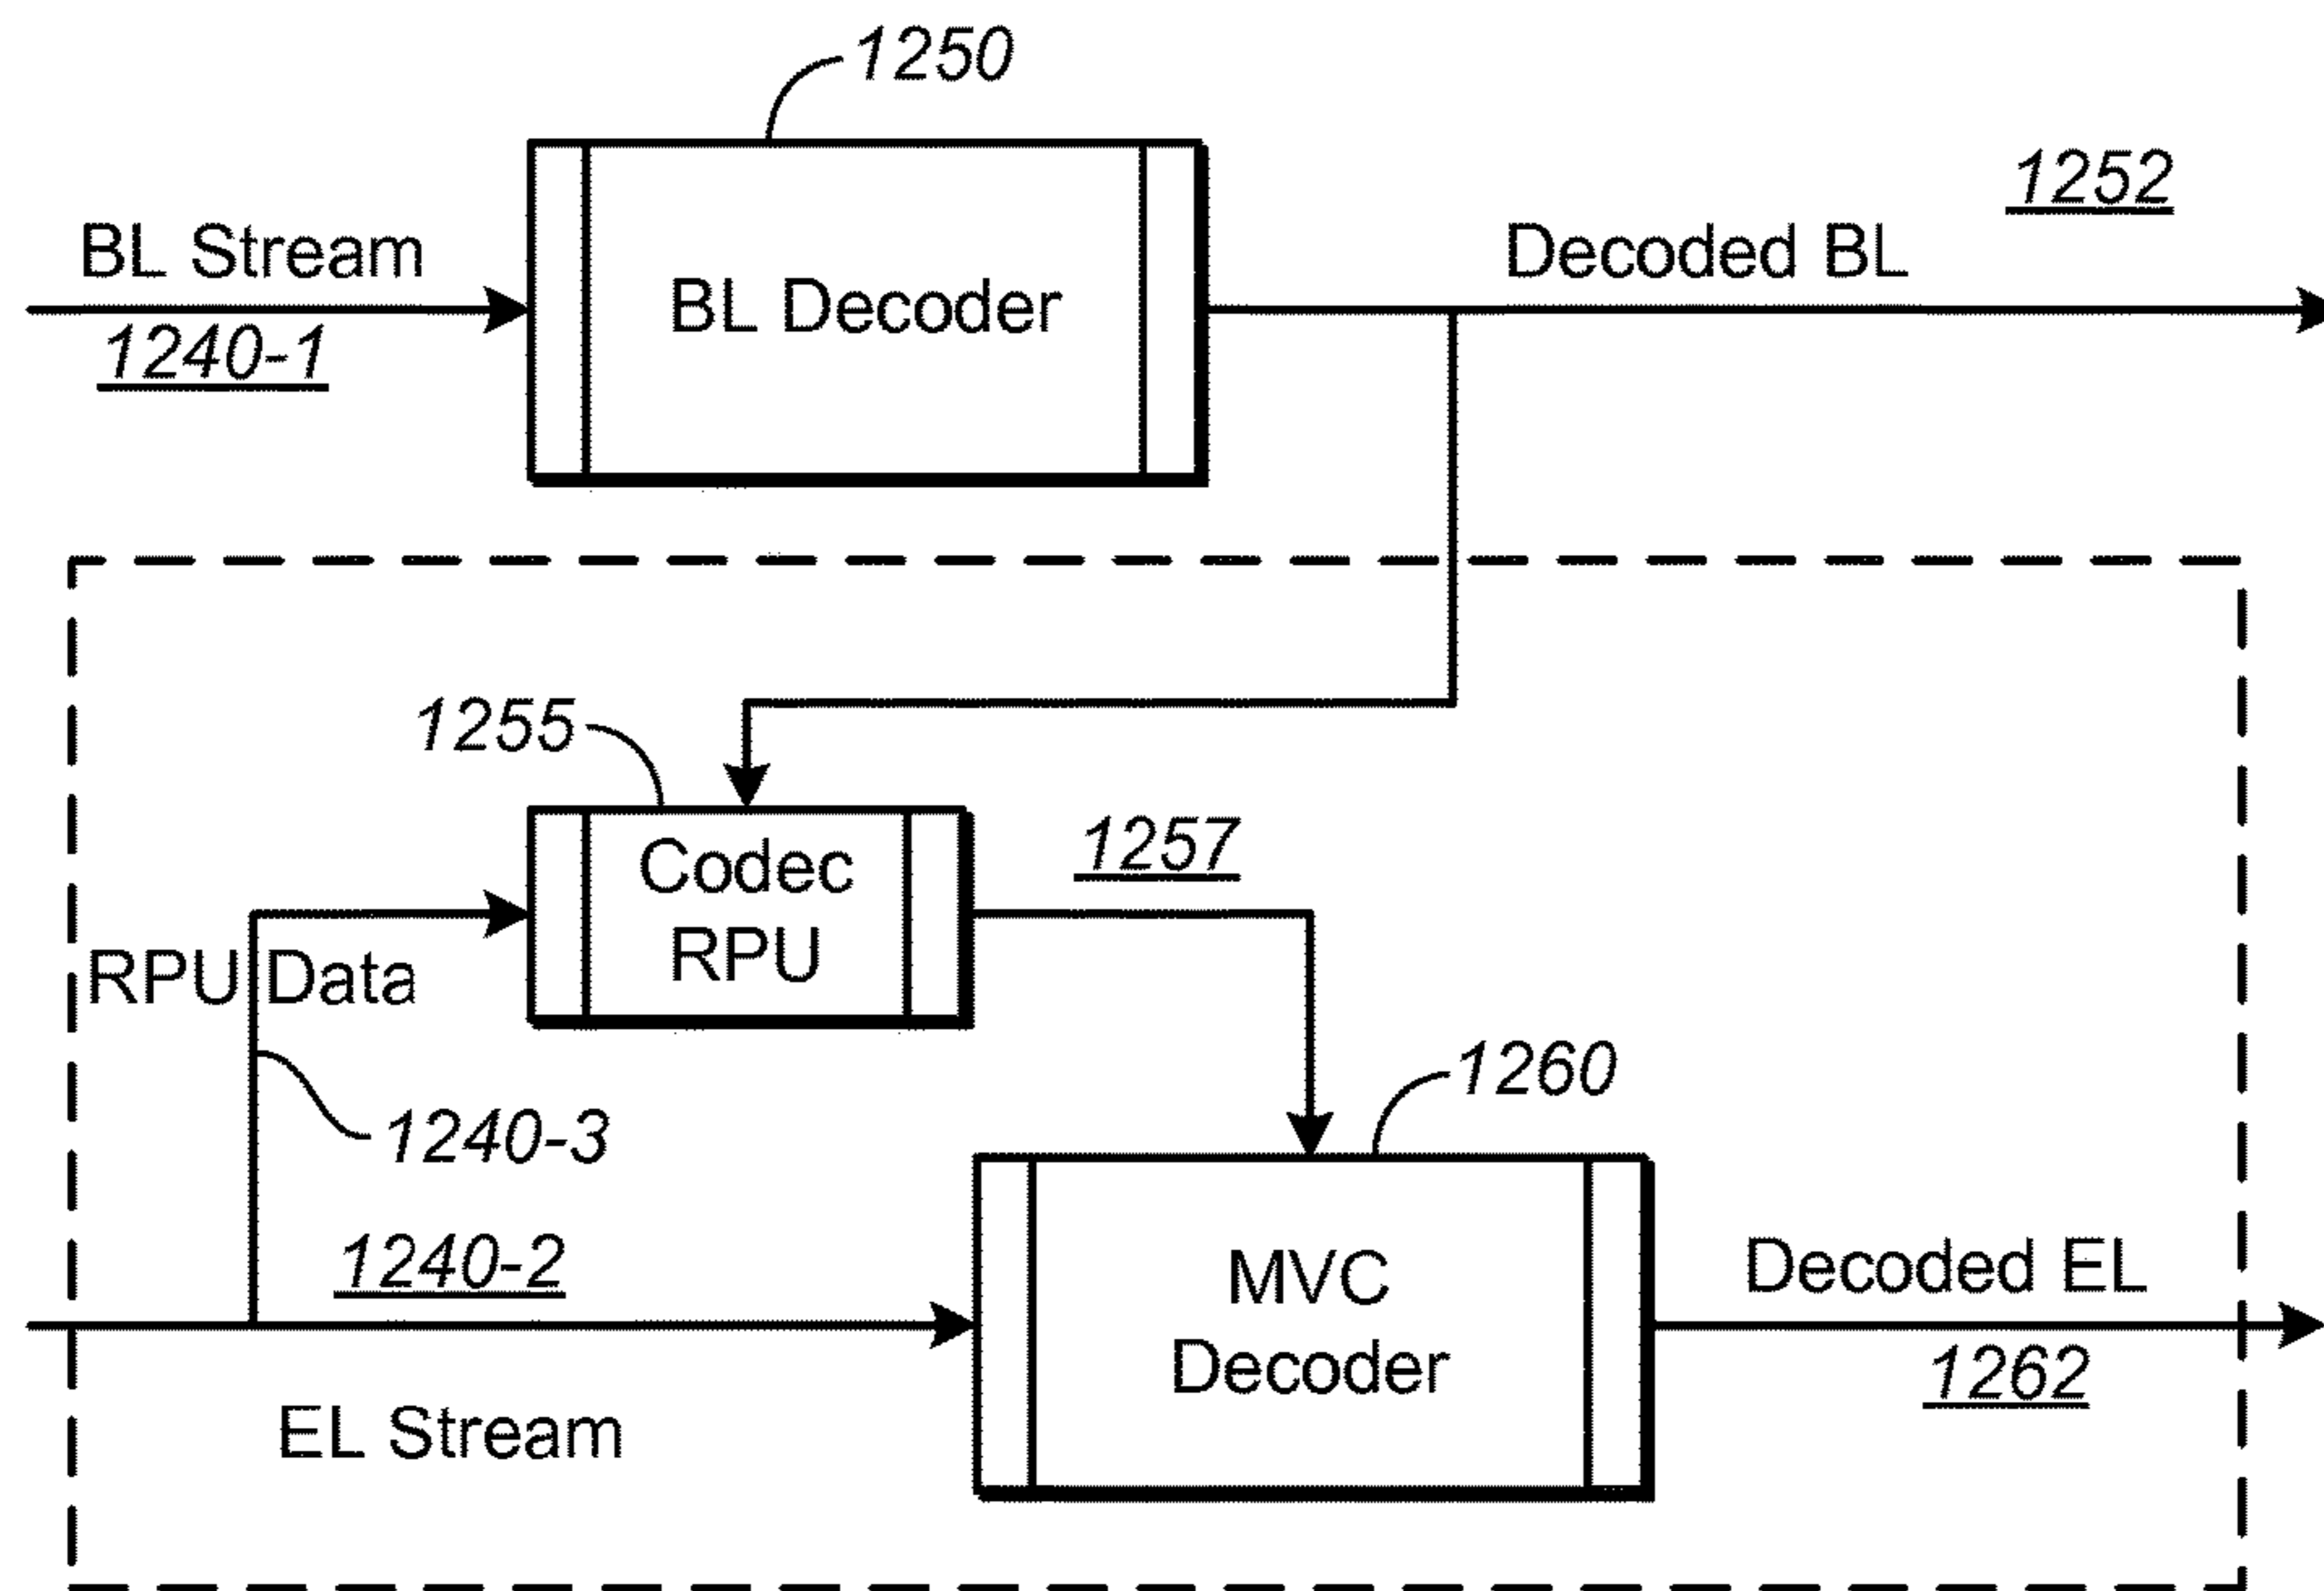 1250
1252
BL Stream
Decoded BL
BL Decoder
1240-1
1255
1257
Codec
RPU
RPU Data
1260
1240-3
1240-2
MVC
Decoder
Decoded EL
1262
EL Stream